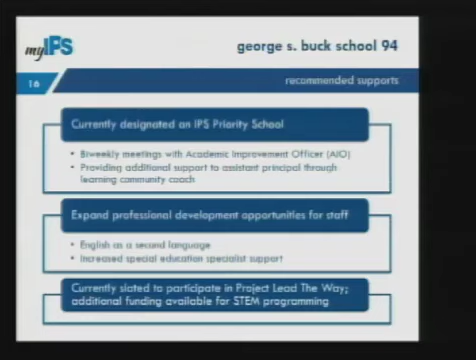 myIPS
george s. buck school 94
16
recommended supports
Currently designated an IPS Priority School
• Biweekly meetings with Academic Improvement Officer (AIO)
• Providing additional support to assistant principal through
learning community coach
Expand professional development opportunities for staff
• English as a second language
• Increased special education specialist support
Currently slated to participate in Project Lead The Way;
additional funding available for STEM programming